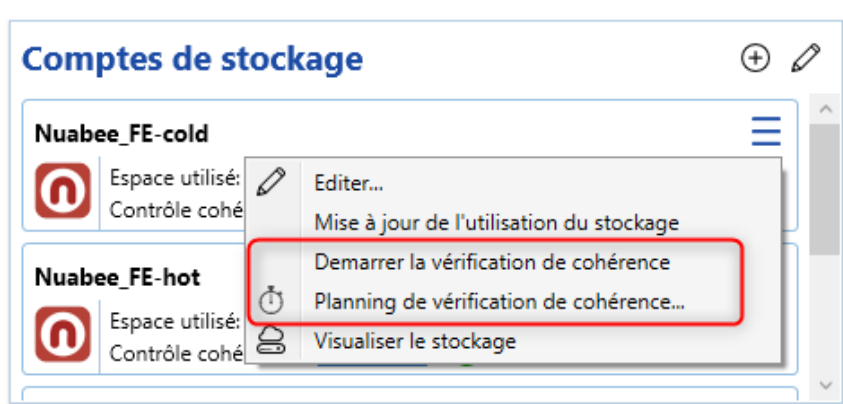 Comptes de stockage
Nuabee_FE-cold
Espace utilisé:
Contrôle cohé
Editer...
Mise à jour de l'utilisation du stockage
Demarrer la vérification de cohérence
Planning de vérification de cohérence...
Visualiser le stockage
Nuabee_FE-hot
Espace utilisé:
Contrôle cohé